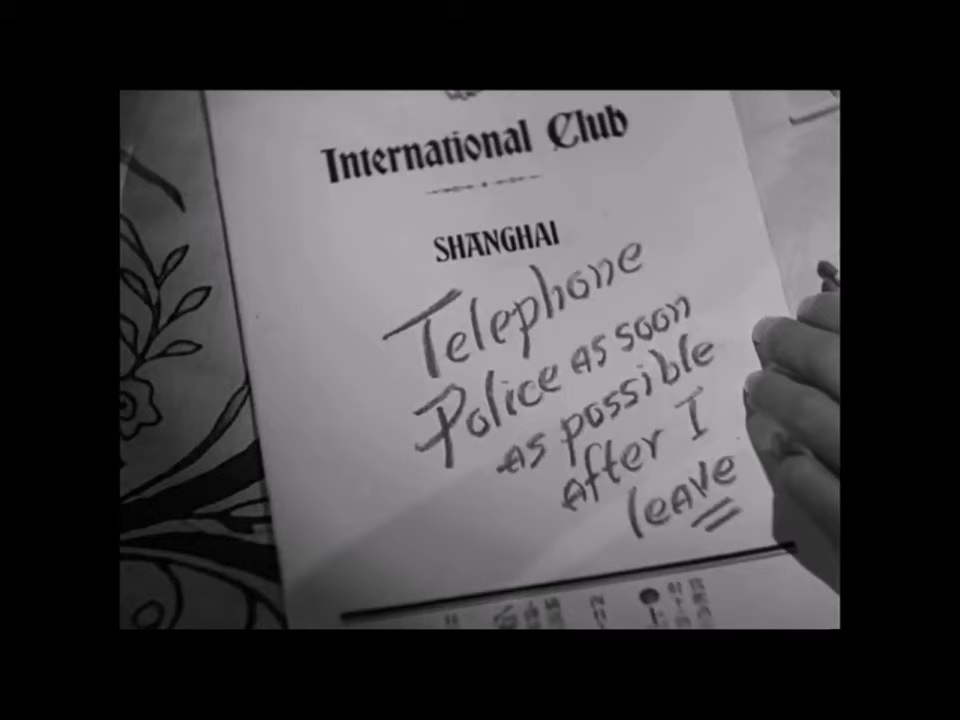 International Club
SHANGHAI
Telephone
Police as soon
as possible
after I
leave